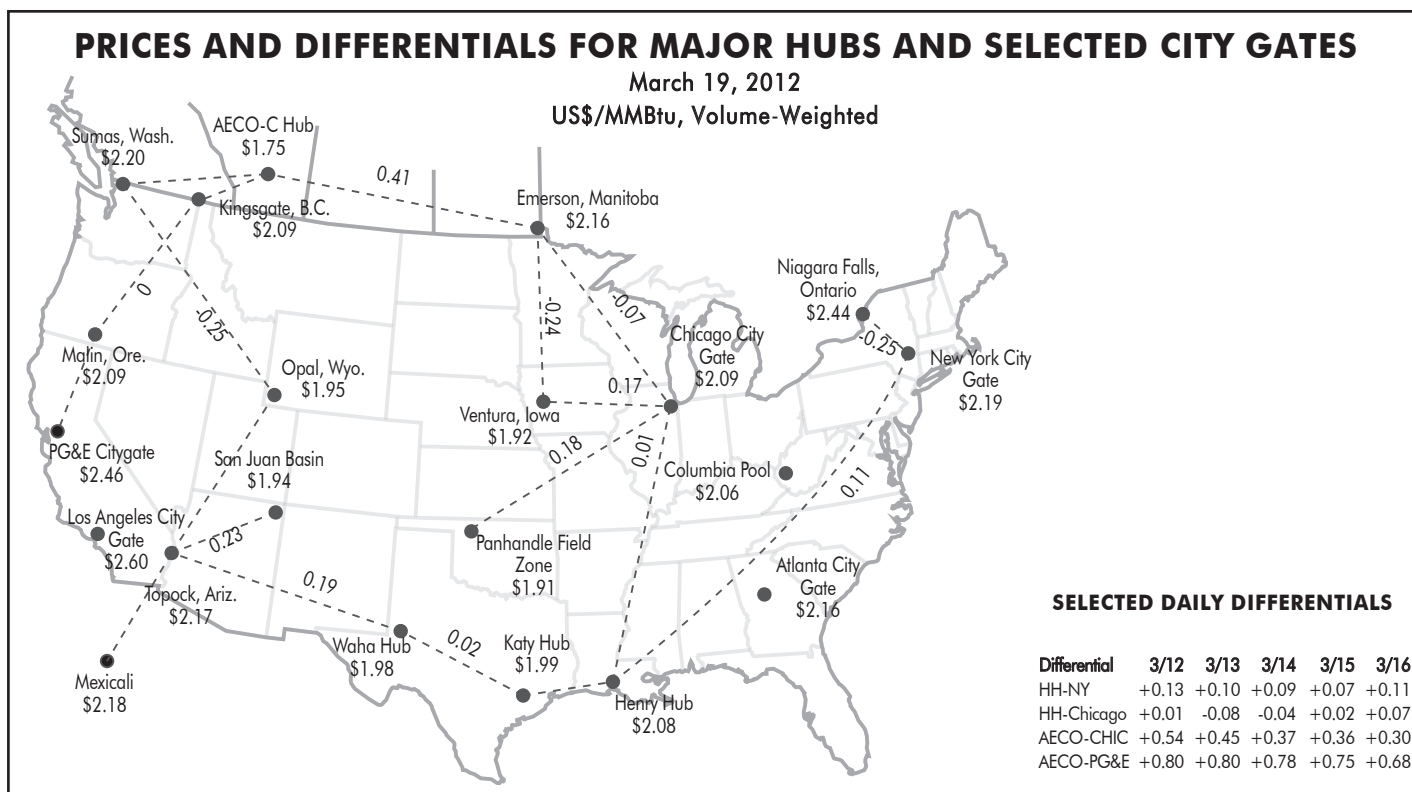 PRICES AND DIFFERENTIALS FOR MAJOR HUBS AND SELECTED CITY GATES
March 19, 2012
US$/MMBtu, Volume-Weighted
Sumas, Wash.
$2.20
AECO-C Hub
$1.75
0.41
Kingsgate, B.C.
$2.09
Emerson, Manitoba
$2.16
Niagara Falls,
Ontario
$2.44
-0.25
New York City
Gate
$2.19
0
-0.25
-0.24
-0.07
Chicago City
Gate
$2.09
Malin, Ore.
$2.09
Opal, Wyo.
$1.95
0.17
Ventura, Iowa
$1.92
PG&E Citygate
$2.46
San Juan Basin
$1.94
0.18
0.01
Columbia Pool
$2.06
0.11
Los Angeles City
Gate
$2.60
0.23
Panhandle Field
Zone
$1.91
Atlanta City
Gate
$2.16
Topock, Ariz.
$2.17
0.19
Waha Hub
$1.98
0.02
Katy Hub
$1.99
Mexicali
$2.18
Henry Hub
$2.08
SELECTED DAILY DIFFERENTIALS
Differential 3/12 3/13 3/14 3/15 3/16
HH-NY +0.13 +0.10 +0.09 +0.07 +0.11
HH-Chicago +0.01 -0.08 -0.04 +0.02 +0.07
AECO-CHIC +0.54 +0.45 +0.37 +0.36 +0.30
AECO-PG&E +0.80 +0.80 +0.78 +0.75 +0.68